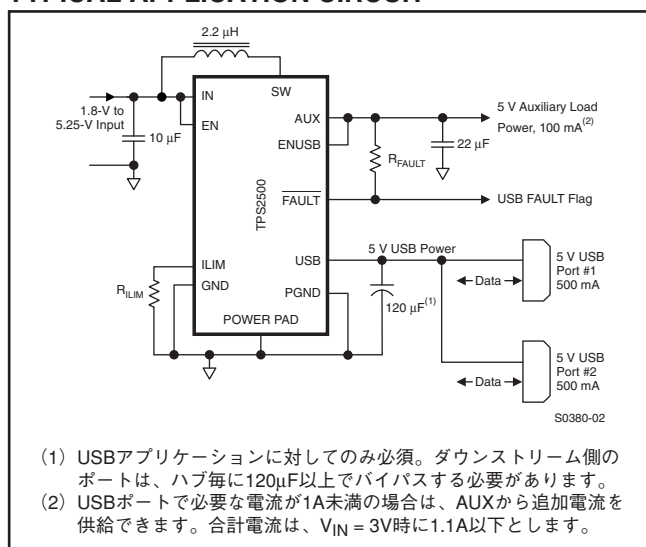 TYPICAL APPLICATION CIRCUIT
2.2 μH
IN
SW
1.8-V to
5.25-V Input
EN
10 μF
AUX
5 V Auxiliary Load
Power, 100 mA(2)
ENUSB
22 μF
RFAULT
TPS2500
FAULT
USB FAULT Flag
ILIM
USB
5 V USB Power
5 V USB
Port #1
500 mA
Data
RILIM
GND
PGND
120 μF(1)
POWER PAD
5 V USB
Port #2
500 mA
Data
S0380-02
(1) USBアプリケーションに対してのみ必須。ダウンストリーム側の
ポートは、ハブ毎に120μF以上でバイパスする必要があります。
(2) USBポートで必要な電流が1A未満の場合は、AUXから追加電流を
供給できます。合計電流は、VIN = 3V時に1.1A以下とします。